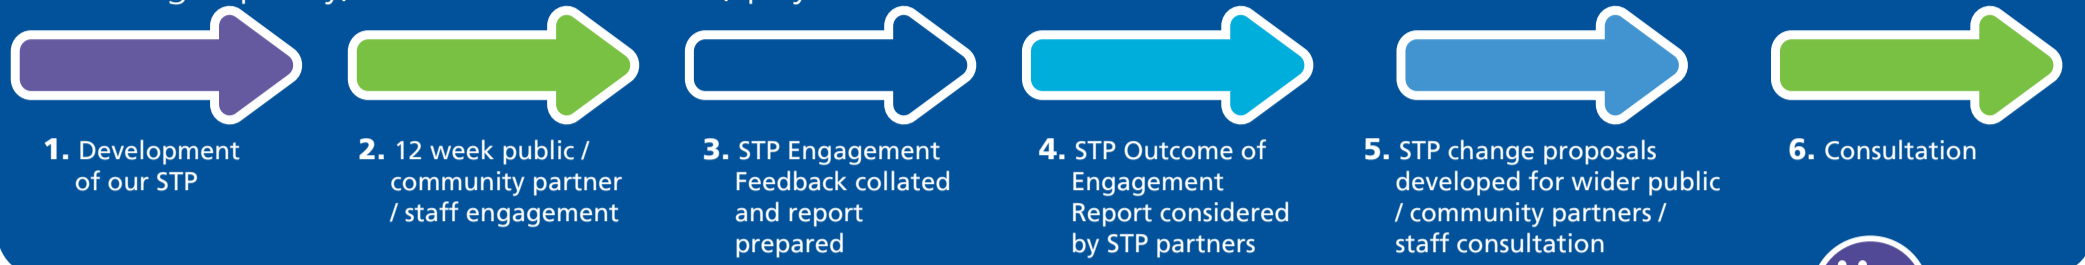 1. Development
of our STP
2. 12 week public /
community partner
/ staff engagement
3. STP Engagement
Feedback collated
and report
prepared
4. STP Outcome of
Engagement
Report considered
by STP partners
5. STP change proposals
developed for wider public
/ community partners /
staff consultation
6. Consultation